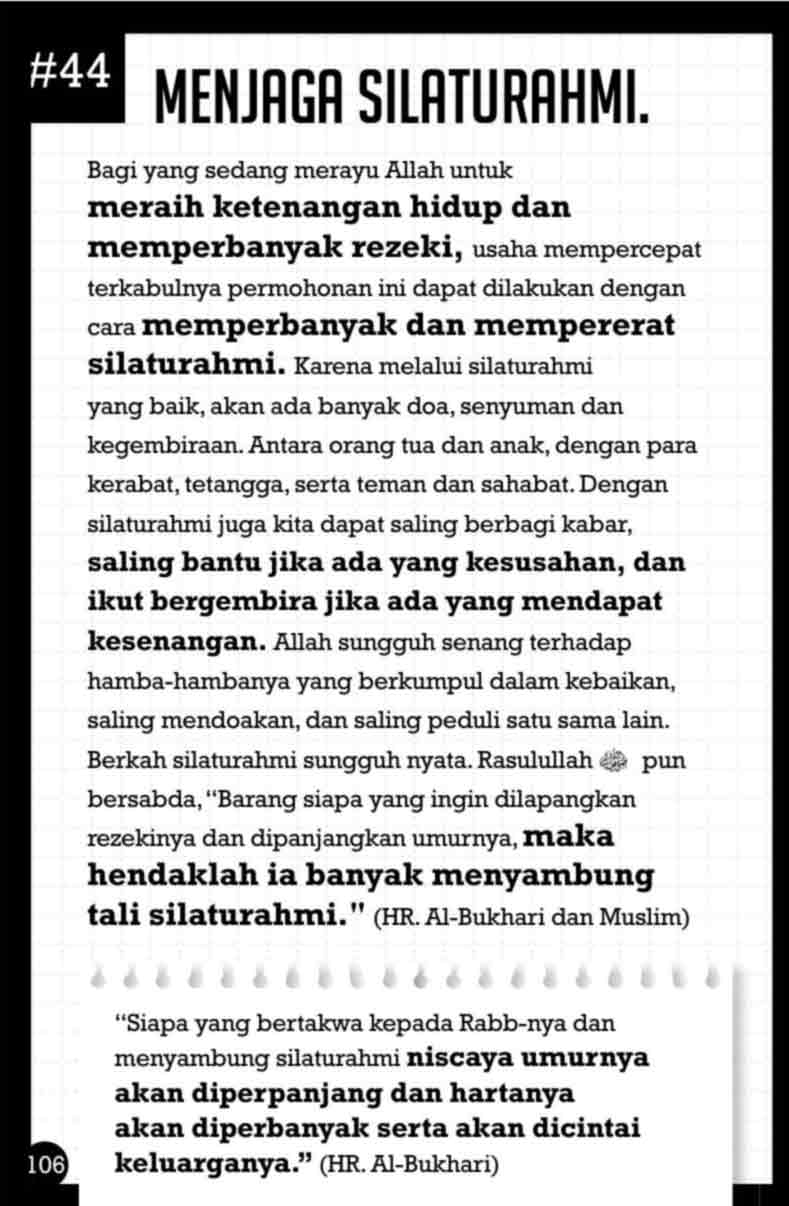 #44
MENJAGA SILATURAHMI.
Bagi yang sedang merayu Allah untuk
meraih ketenangan hidup dan
memperbanyak rezeki, usaha mempercepat
terkabulnya permohonan ini dapat dilakukan dengan
cara memperbanyak dan mempererat
silaturahmi. Karena melalui silaturahmi
yang baik, akan ada banyak doa, senyuman dan
kegembiraan. Antara orang tua dan anak, dengan para
kerabat, tetangga, serta teman dan sahabat. Dengan
silaturahmi juga kita dapat saling berbagi kabar,
saling bantu jika ada yang kesusahan, dan
ikut bergembira jika ada yang mendapat
kesenangan. Allah sungguh senang terhadap
hamba-hambanya yang berkumpul dalam kebaikan,
saling mendoakan, dan saling peduli satu sama lain.
Berkah silaturahmi sungguh nyata. Rasulullah ﷺ pun
bersabda, “Barang siapa yang ingin dilapangkan
rezekinya dan dipanjangkan umurnya, maka
hendaklah ia banyak menyambung
tali silaturahmi." (HR. Al-Bukhari dan Muslim)
“Siapa yang bertakwa kepada Rabb-nya dan
menyambung silaturahmi niscaya umurnya
akan diperpanjang dan hartanya
akan diperbanyak serta akan dicintai
keluarganya.” (HR. Al-Bukhari)
106